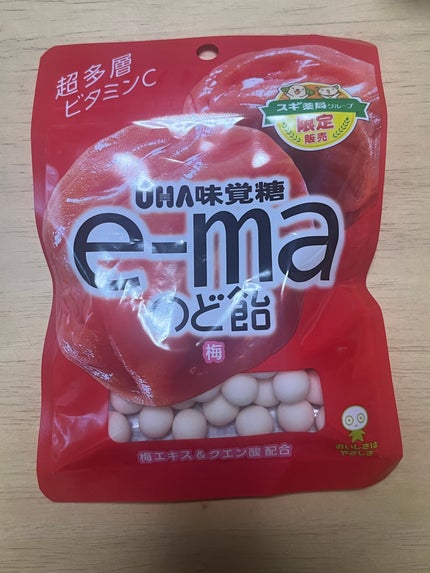 超多層
ビタミンC
スギ薬局グループ
限定
販売
UHA味覚糖
e-ma
のど飴
梅
梅エキス&クエン酸配合
おいしさは
やさしさ